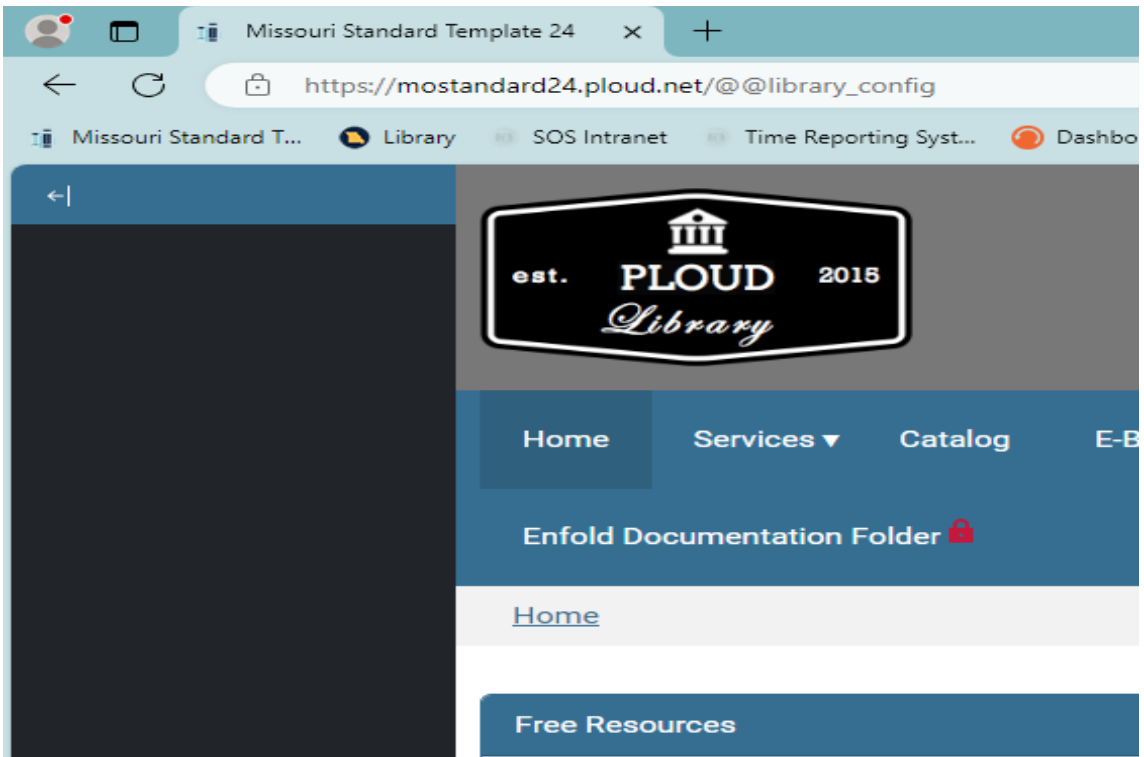 Missouri Standard Template 24
https://mostandard24.ploud.net/@@library_config
Missouri Standard T... Library SOS Intranet Time Reporting Syst... Dashbo
est. PLOUD 2015
Library
Home Services ▾ Catalog E-B
Enfold Documentation Folder
Home
Free Resources